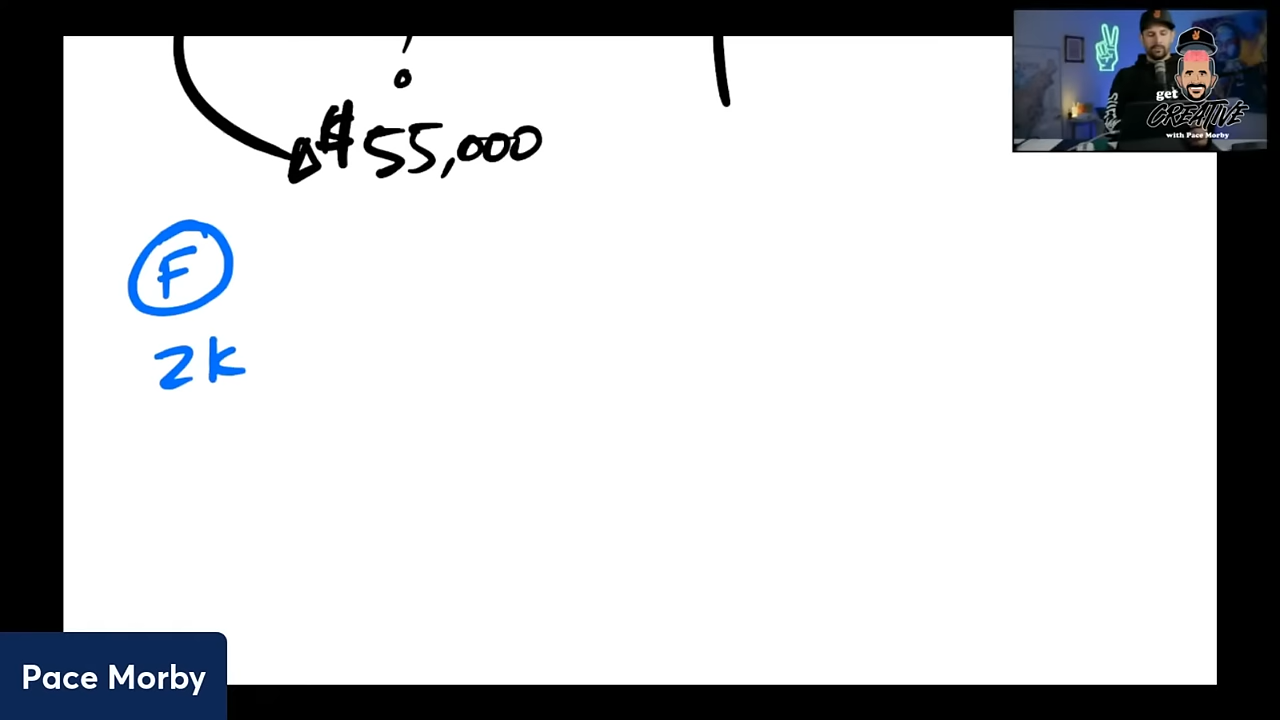 $55,000
F
2K
get
CREATIVE
with Pace Morby
Pace Morby